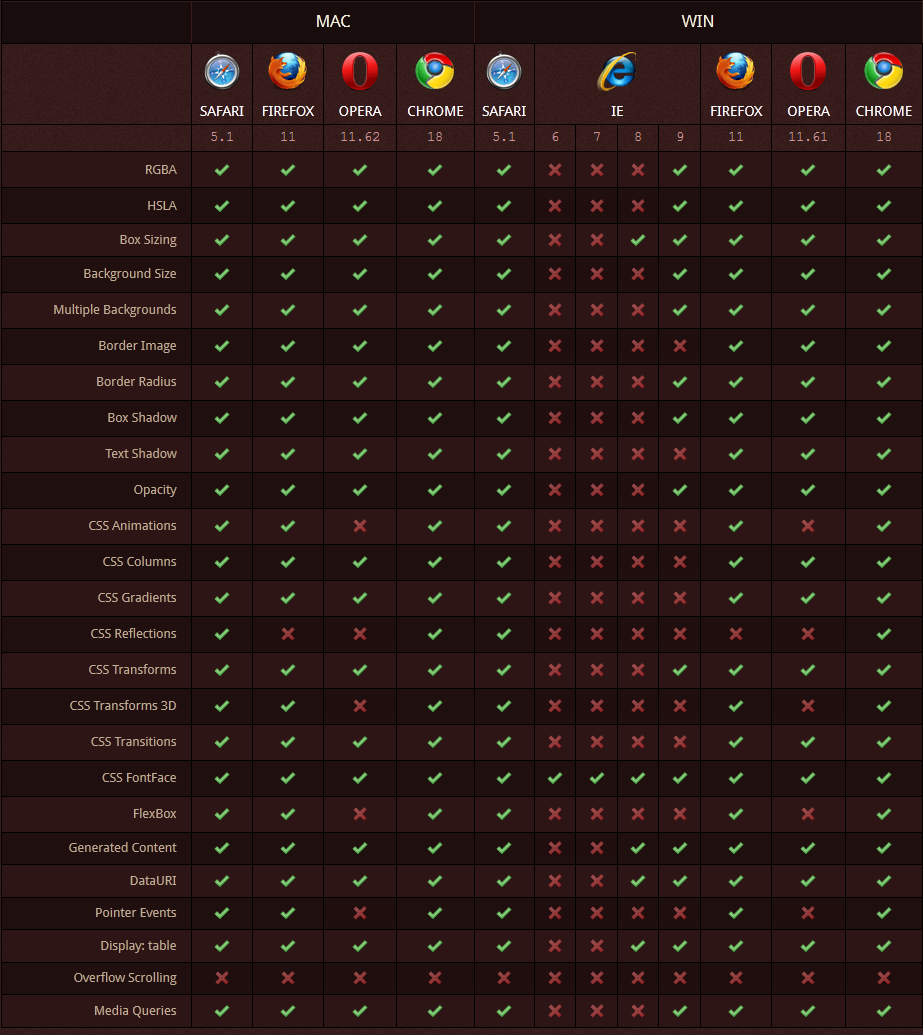 MAC WIN
SAFARI FIREFOX OPERA CHROME SAFARI IE FIREFOX OPERA CHROME
5.1 11 11.62 18 5.1 6 7 8 9 11 11.61 18
RGBA
HSLA
Box Sizing
Background Size
Multiple Backgrounds
Border Image
Border Radius
Box Shadow
Text Shadow
Opacity
CSS Animations
CSS Columns
CSS Gradients
CSS Reflections
CSS Transforms
CSS Transforms 3D
CSS Transitions
CSS FontFace
FlexBox
Generated Content
DataURI
Pointer Events
Display: table
Overflow Scrolling
Media Queries